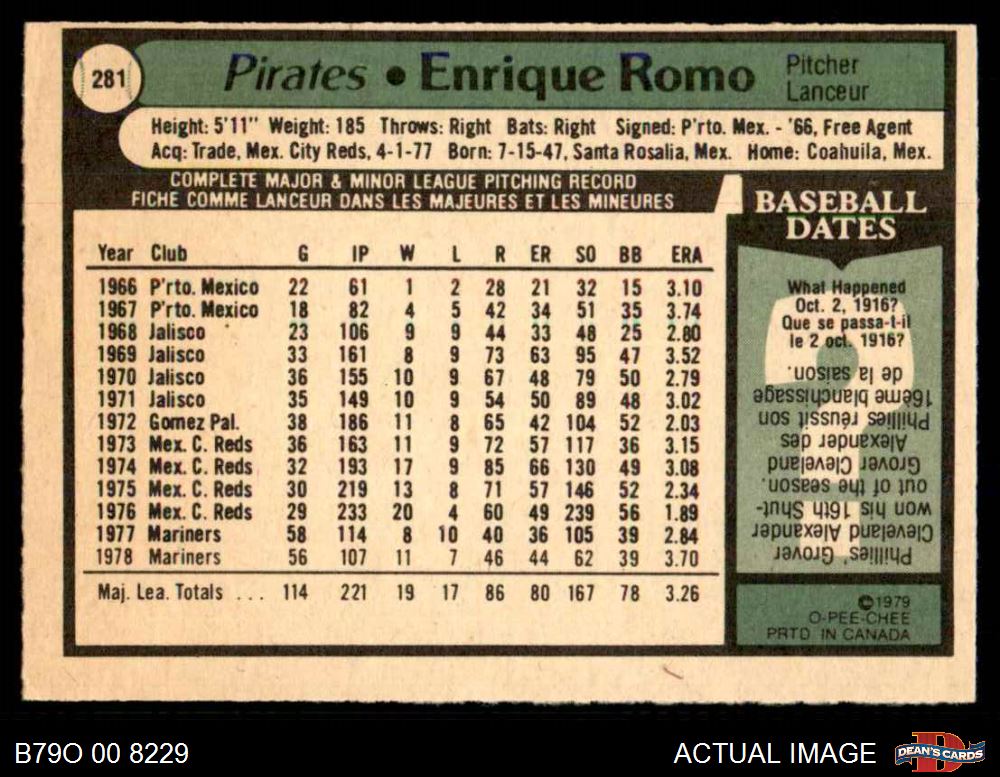 281
Pirates • Enrique Romo
Pitcher
Lanceur
Height: 5'11" Weight: 185 Throws: Right Bats: Right Signed: P'rto. Mex. - '66, Free Agent
Acq: Trade, Mex. City Reds, 4-1-77 Born: 7-15-47, Santa Rosalia, Mex. Home: Coahuila, Mex.
COMPLETE MAJOR & MINOR LEAGUE PITCHING RECORD
FICHE COMME LANCEUR DANS LES MAJEURES ET LES MINEURES
Year Club G IP W L R ER SO BB ERA
1966 P'rto. Mexico 22 61 1 2 28 21 32 15 3.10
1967 P'rto. Mexico 18 82 4 5 42 34 51 35 3.74
1968 Jalisco 23 106 9 9 44 33 48 25 2.80
1969 Jalisco 33 161 8 9 73 63 95 47 3.52
1970 Jalisco 36 155 10 9 67 48 79 50 2.79
1971 Jalisco 35 149 10 9 54 50 89 48 3.02
1972 Gomez Pal. 38 186 11 8 65 42 104 52 2.03
1973 Mex. C. Reds 36 163 11 9 72 57 117 36 3.15
1974 Mex. C. Reds 32 193 17 9 85 66 130 49 3.08
1975 Mex. C. Reds 30 219 13 8 71 57 146 52 2.34
1976 Mex. C. Reds 29 233 20 4 60 49 239 56 1.89
1977 Mariners 58 114 8 10 40 36 105 39 2.84
1978 Mariners 56 107 11 7 46 44 62 39 3.70
Maj. Lea. Totals ... 114 221 19 17 86 80 167 78 3.26
BASEBALL
DATES
What Happened
Oct. 2, 1916?
Que se passa-t-il
le 2 oct. 1916?
Phillies' Grover
Cleveland Alexander
won his 16th Shut-
out of the season.
Grover Cleveland
Alexander des
Phillies réussit son
16ème blanchissage
de la saison.
©1979
O-PEE-CHEE
PRTD IN CANADA
B79O 00 8229
ACTUAL IMAGE
DEAN'S CARDS